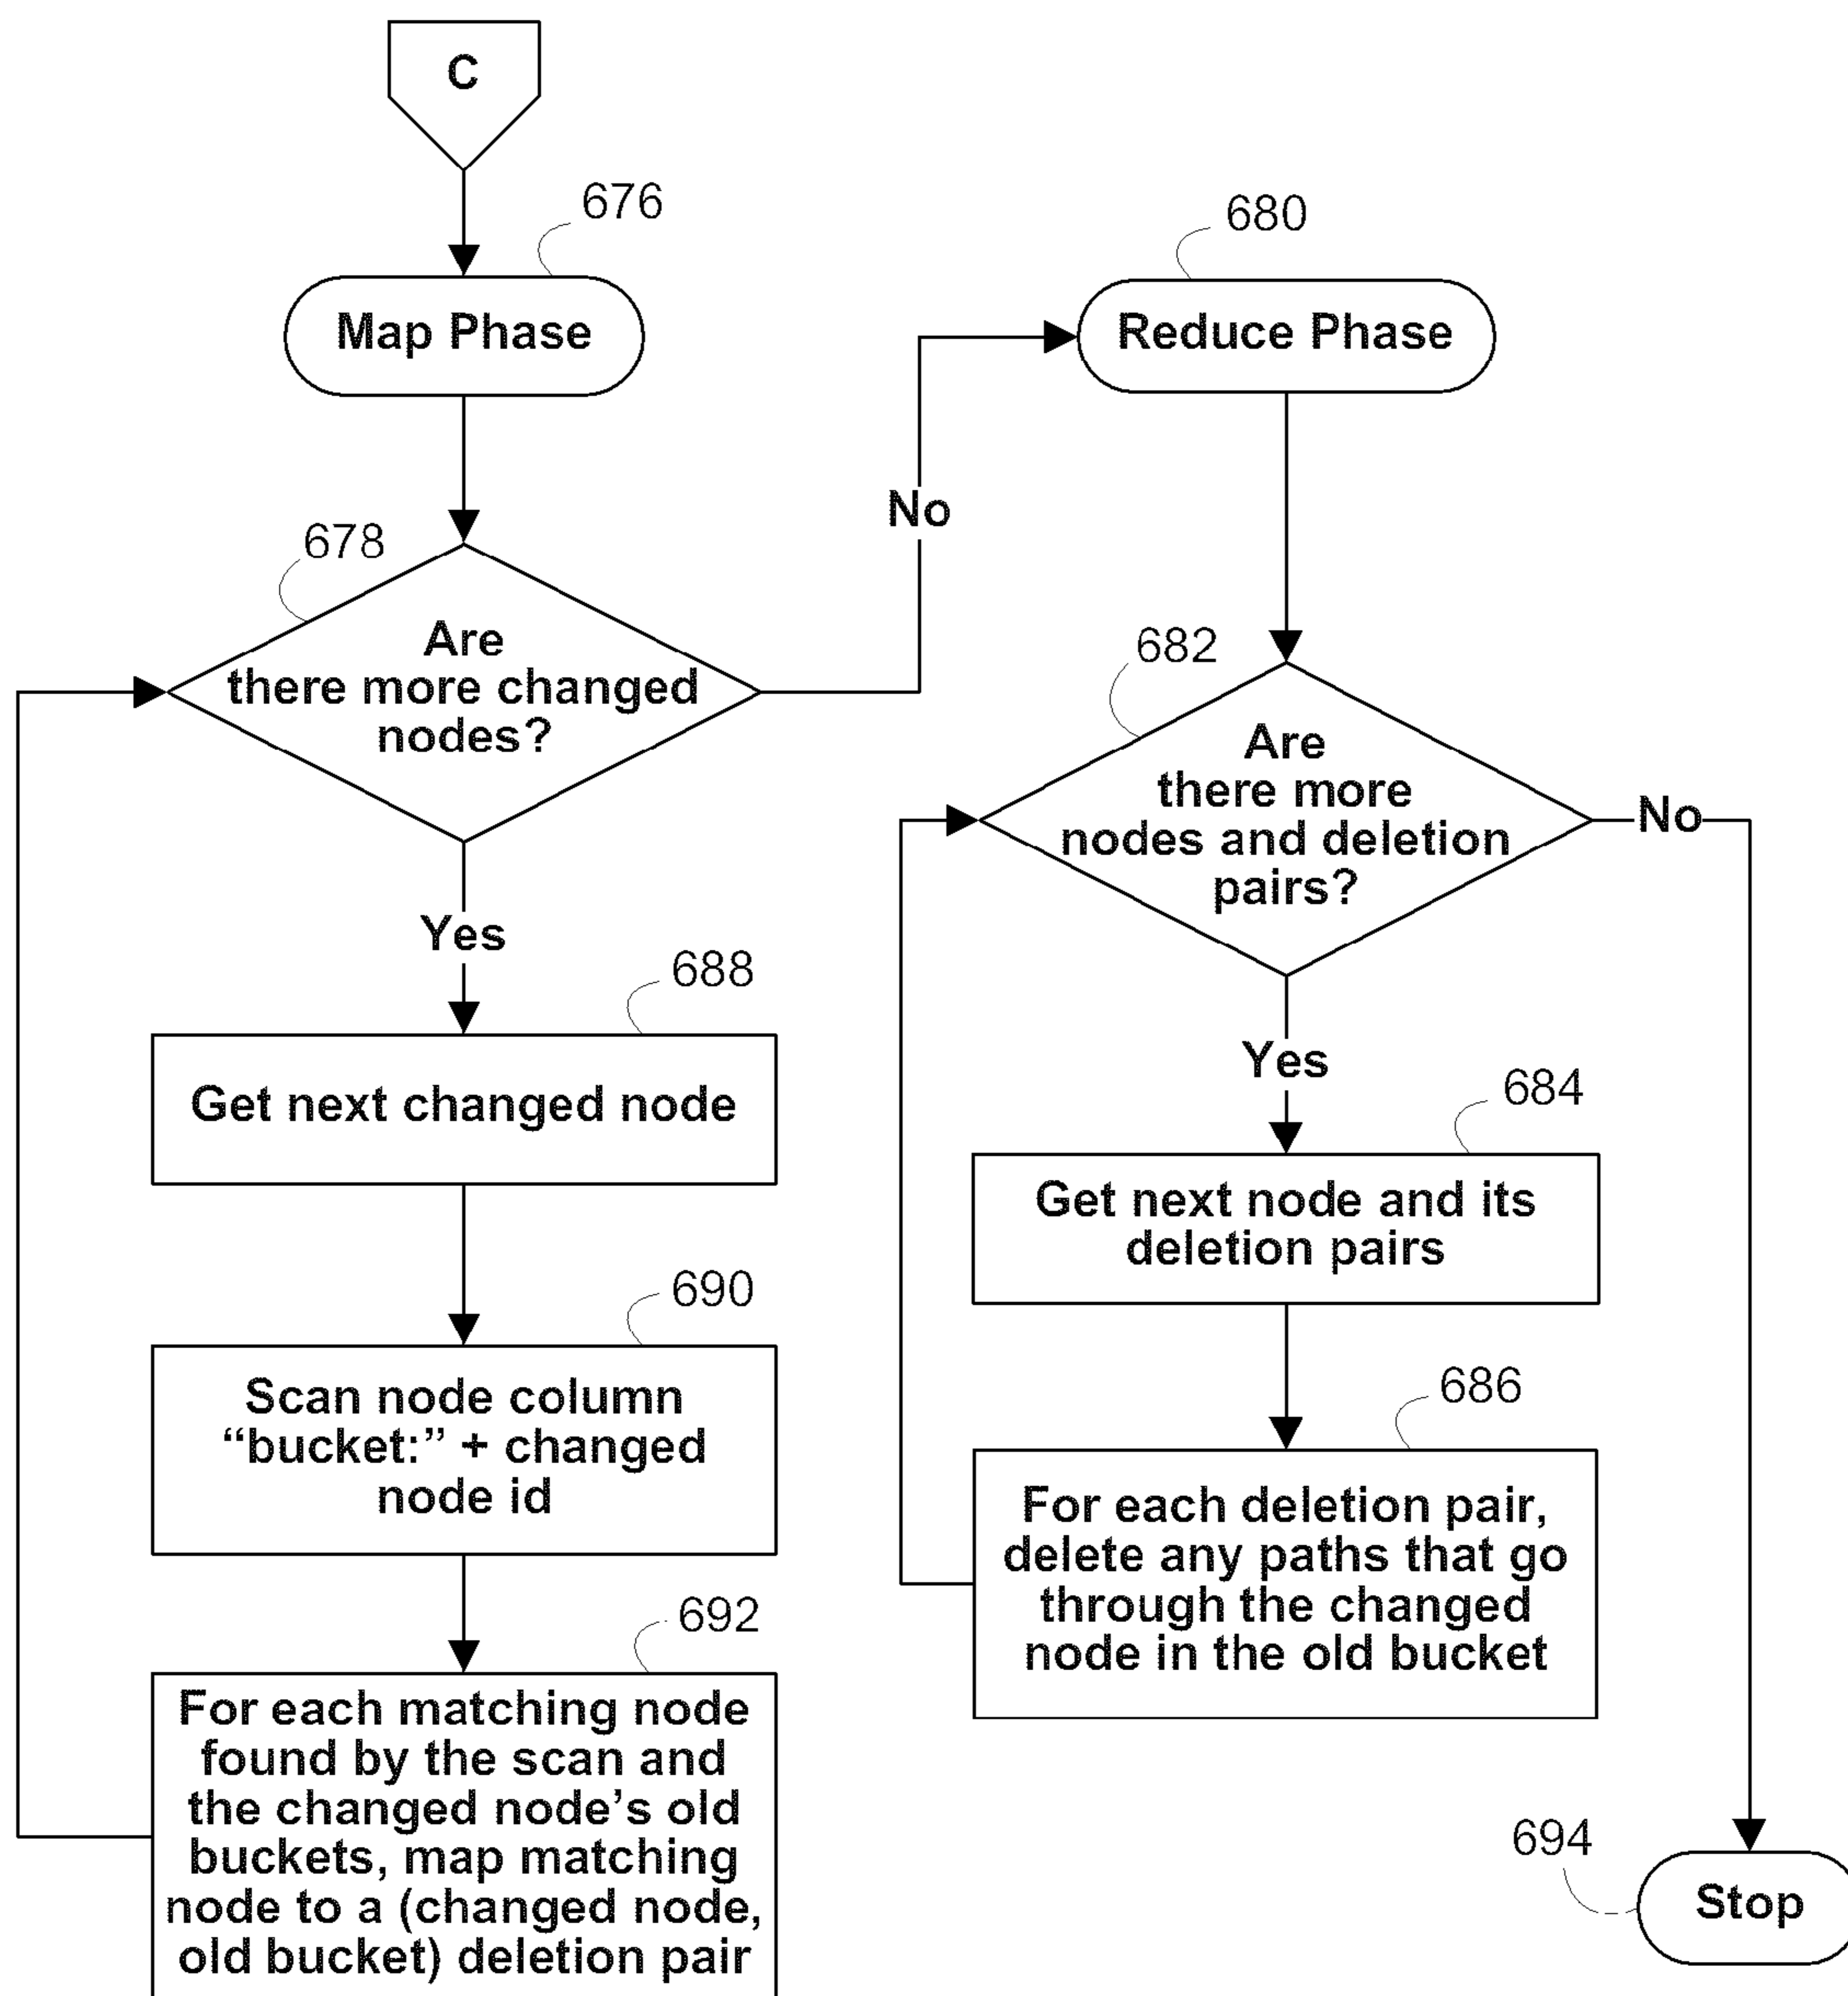 C
676
Map Phase
678
Are
there more changed
nodes?
No
Yes
688
Get next changed node
690
Scan node column
“bucket:” + changed
node id
692
For each matching node
found by the scan and
the changed node’s old
buckets, map matching
node to a (changed node,
old bucket) deletion pair
680
Reduce Phase
682
Are
there more
nodes and deletion
pairs?
No
Yes
684
Get next node and its
deletion pairs
686
For each deletion pair,
delete any paths that go
through the changed
node in the old bucket
694
Stop